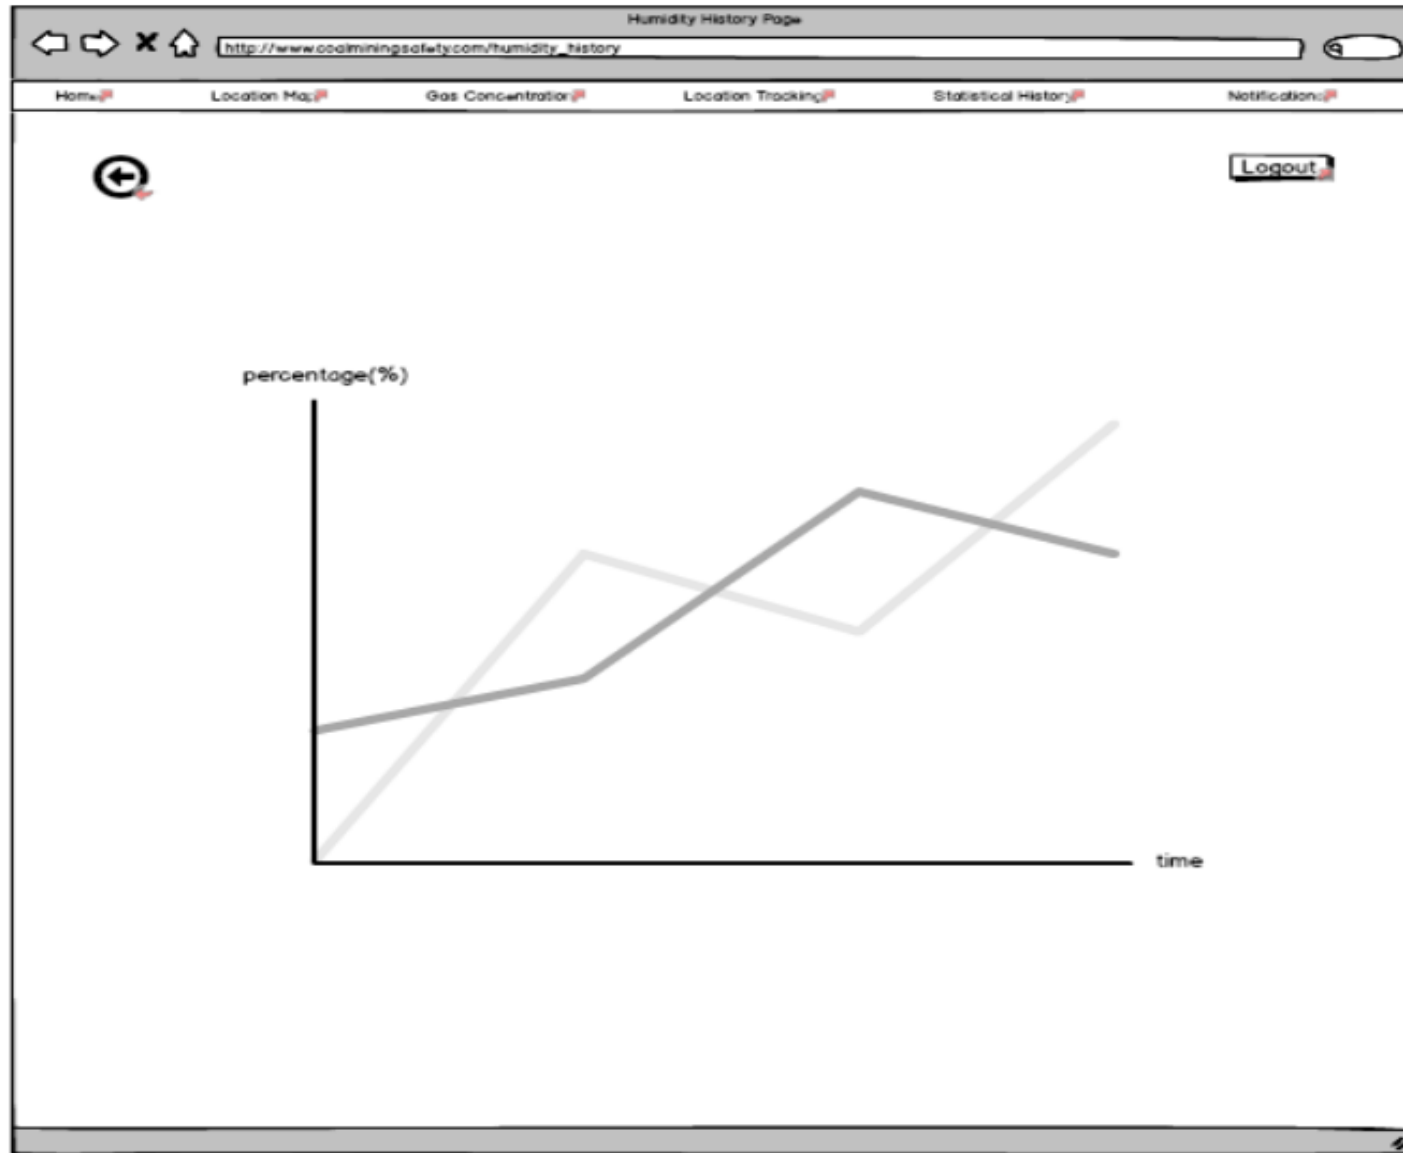 Humidity History Page
http://www.coalminingsafety.com/humidity_history
Home Location Map Gas Concentration Location Tracking Statistical History Notifications
Logout
percentage(%)
time